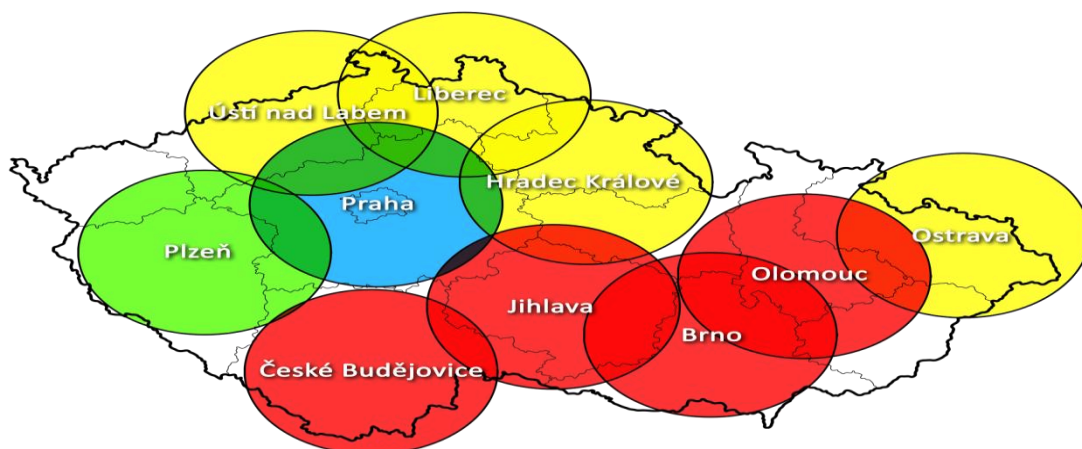 Liberec
Ústí nad Labem
Hradec Králové
Praha
Ostrava
Plzeň
Olomouc
Jihlava
Brno
České Budějovice